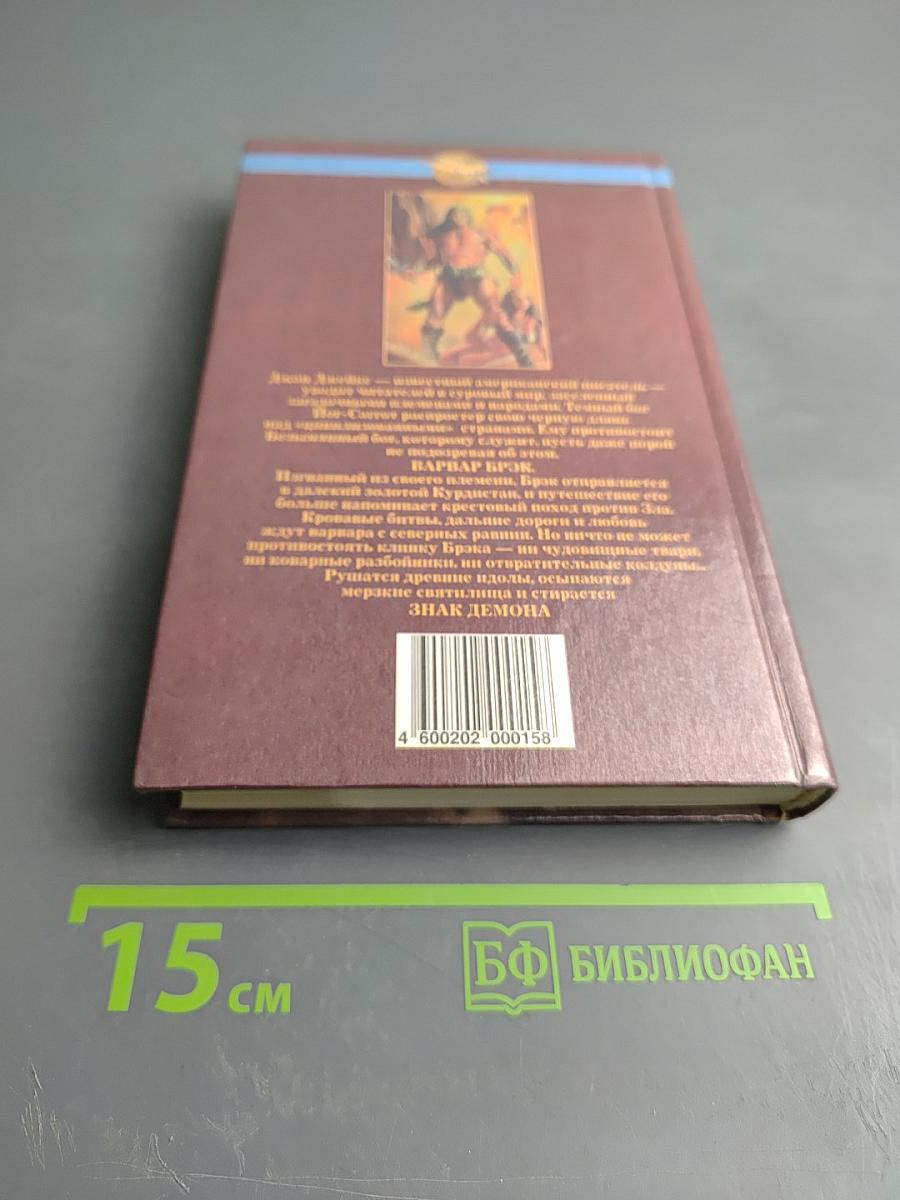 Джон Джейкс — известный американский писатель —
уводит читателей в суровый мир, населенный
племенами и народами. Темный бог
Йог-Саггот распростер свою черную длань
над «цивилизованными» странами. Ему противостоит
Безымянный бог, которому служит, пусть даже порой
не подозревая об этом,
ВАРВАР БРЭК.
Изгнанный из своего племени, Брэк отправляется
в далекий золотой Курдистан, и путешествие его
больше напоминает крестовый поход против Зла.
Кровавые битвы, дальние дороги и любовь
ждут варвара с северных равнин. Но ничто не может
противостоять клинку Брэка — ни чудовищные твари,
ни коварные разбойники, ни отвратительные колдуны...
Рушатся древние идолы, осыпаются
мерзкие святилища и стирается
ЗНАК ДЕМОНА
4 600202 000158
15 см
БФ БИБЛИОФАН